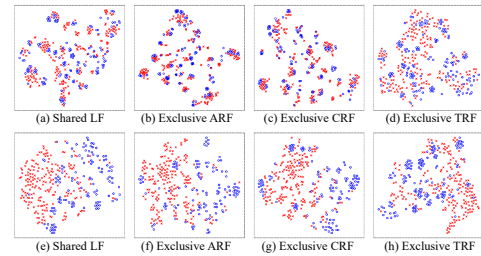 (a) Shared LF
(b) Exclusive ARF
(c) Exclusive CRF
(d) Exclusive TRF
(e) Shared LF
(f) Exclusive ARF
(g) Exclusive CRF
(h) Exclusive TRF